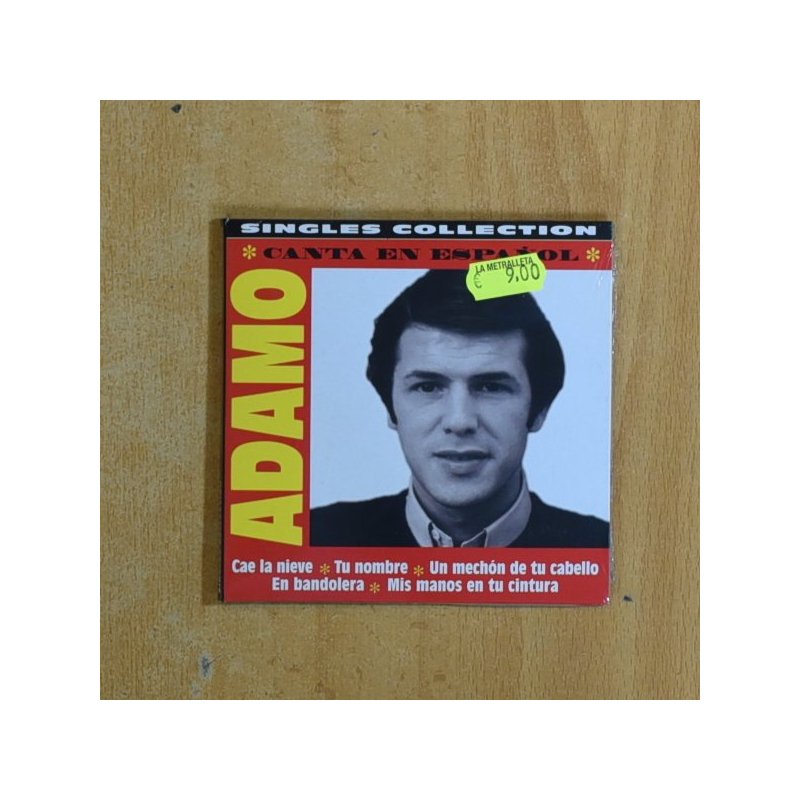 SINGLES COLLECTION
* CANTA EN ESPAÑOL *
LA METRALLETA
€ 9,00
ADAMO
Cae la nieve * Tu nombre * Un mechón de tu cabello
En bandolera * Mis manos en tu cintura